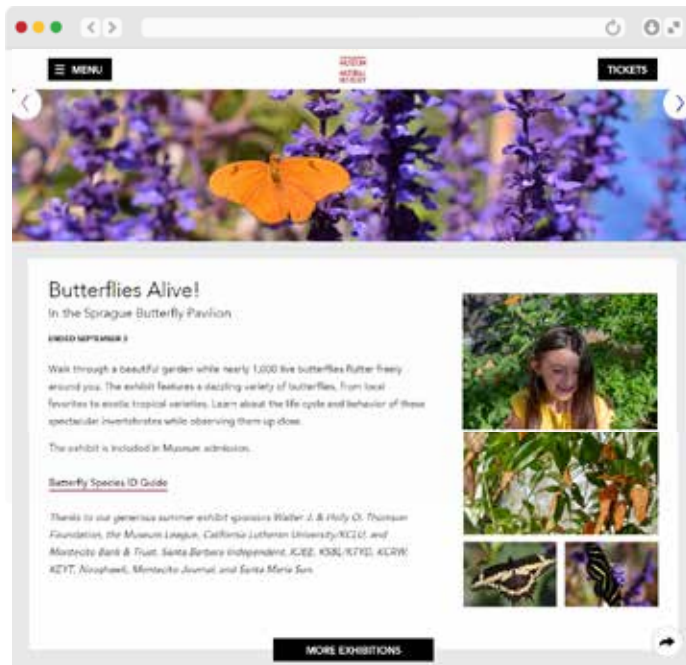 MENU
MUSEUM
NATURAL
HISTORY
TICKETS
Butterflies Alive!
In the Sprague Butterfly Pavilion
ENDED SEPTEMBER 5
Walk through a beautiful garden while nearly 1,000 live butterflies flutter freely
around you. The exhibit features a dazzling variety of butterflies, from local
favorites to exotic tropical varieties. Learn about the life cycle and behavior of these
spectacular invertebrates while observing them up close.
The exhibit is included in Museum admission.
Butterfly Species ID Guide
Thanks to our generous summer exhibit sponsors Walter J. & Holly O. Thomson
Foundation, the Museum League, California Lutheran University/KCLU, and
Montecito Bank & Trust, Santa Barbara Independent, KJEE, KSBL/KTYD, KCRW,
KEYT, Noozhawk, Montecito Journal, and Santa Maria Sun.
MORE EXHIBITIONS